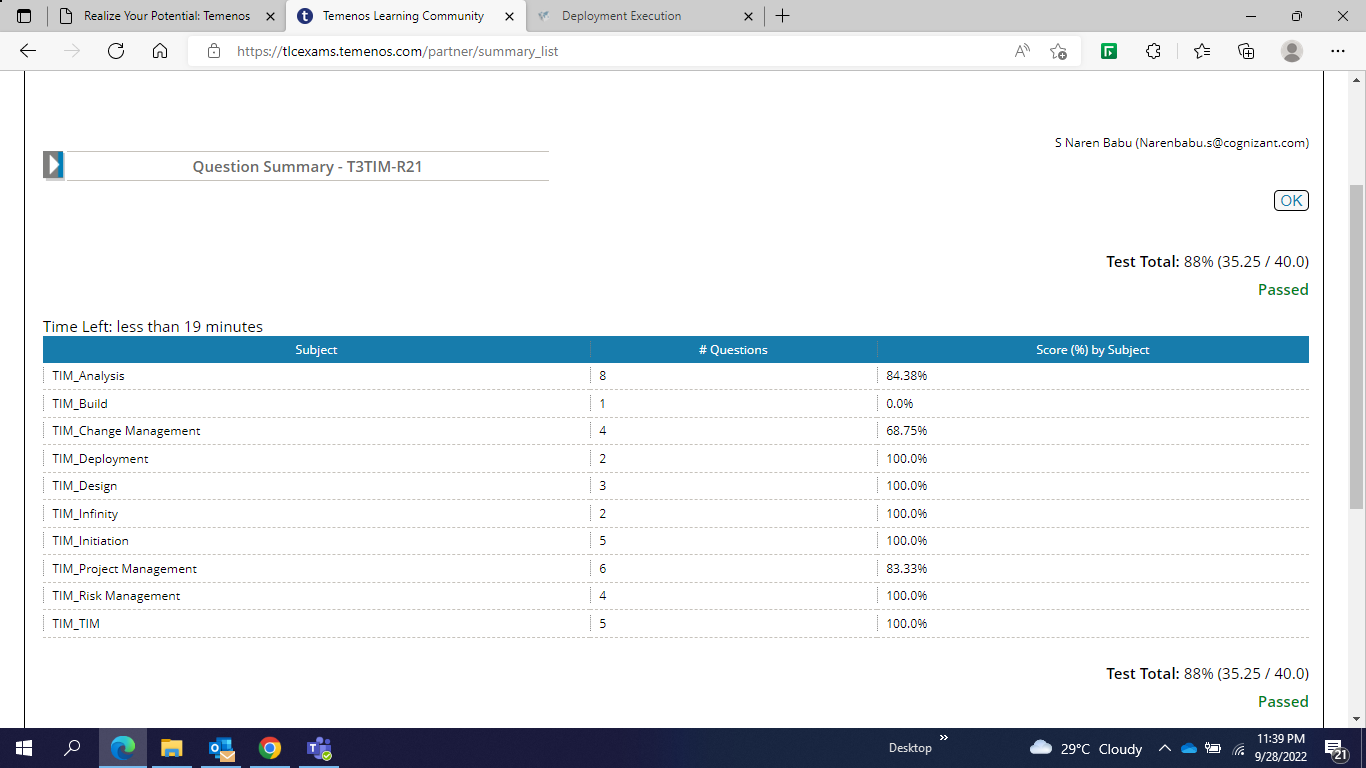 Realize Your Potential: Temenos
Temenos Learning Community
Deployment Execution
https://tlcexams.temenos.com/partner/summary_list
S Naren Babu (Narenbabu.s@cognizant.com)
Question Summary - T3TIM-R21
OK
Test Total: 88% (35.25 / 40.0)
Passed
Time Left: less than 19 minutes
Subject # Questions Score (%) by Subject
TIM_Analysis 8 84.38%
TIM_Build 1 0.0%
TIM_Change Management 4 68.75%
TIM_Deployment 2 100.0%
TIM_Design 3 100.0%
TIM_Infinity 2 100.0%
TIM_Initiation 5 100.0%
TIM_Project Management 6 83.33%
TIM_Risk Management 4 100.0%
TIM_TIM 5 100.0%
Test Total: 88% (35.25 / 40.0)
Passed
Desktop
29°C Cloudy
11:39 PM
9/28/2022
21